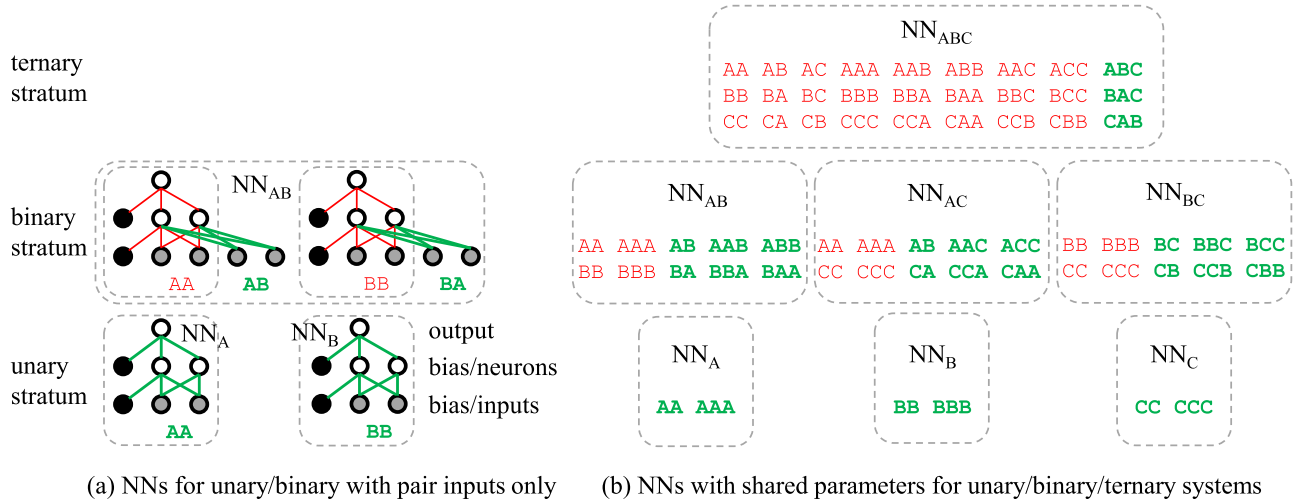 ternary
stratum
NN_ABC
AA AB AC AAA AAB ABB AAC ACC ABC
BB BA BC BBB BBA BAA BBC BCC BAC
CC CA CB CCC CCA CAA CCB CBB CAB
binary
stratum
NN_AB
AA AB
BB BA
NN_AB
AA AAA AB AAB ABB
BB BBB BA BBA BAA
NN_AC
AA AAA AB AAC ACC
CC CCC CA CCA CAA
NN_BC
BB BBB BC BBC BCC
CC CCC CB CCB CBB
unary
stratum
NN_A
AA
NN_B
BB
output
bias/neurons
bias/inputs
NN_A
AA AAA
NN_B
BB BBB
NN_C
CC CCC
(a) NNs for unary/binary with pair inputs only
(b) NNs with shared parameters for unary/binary/ternary systems